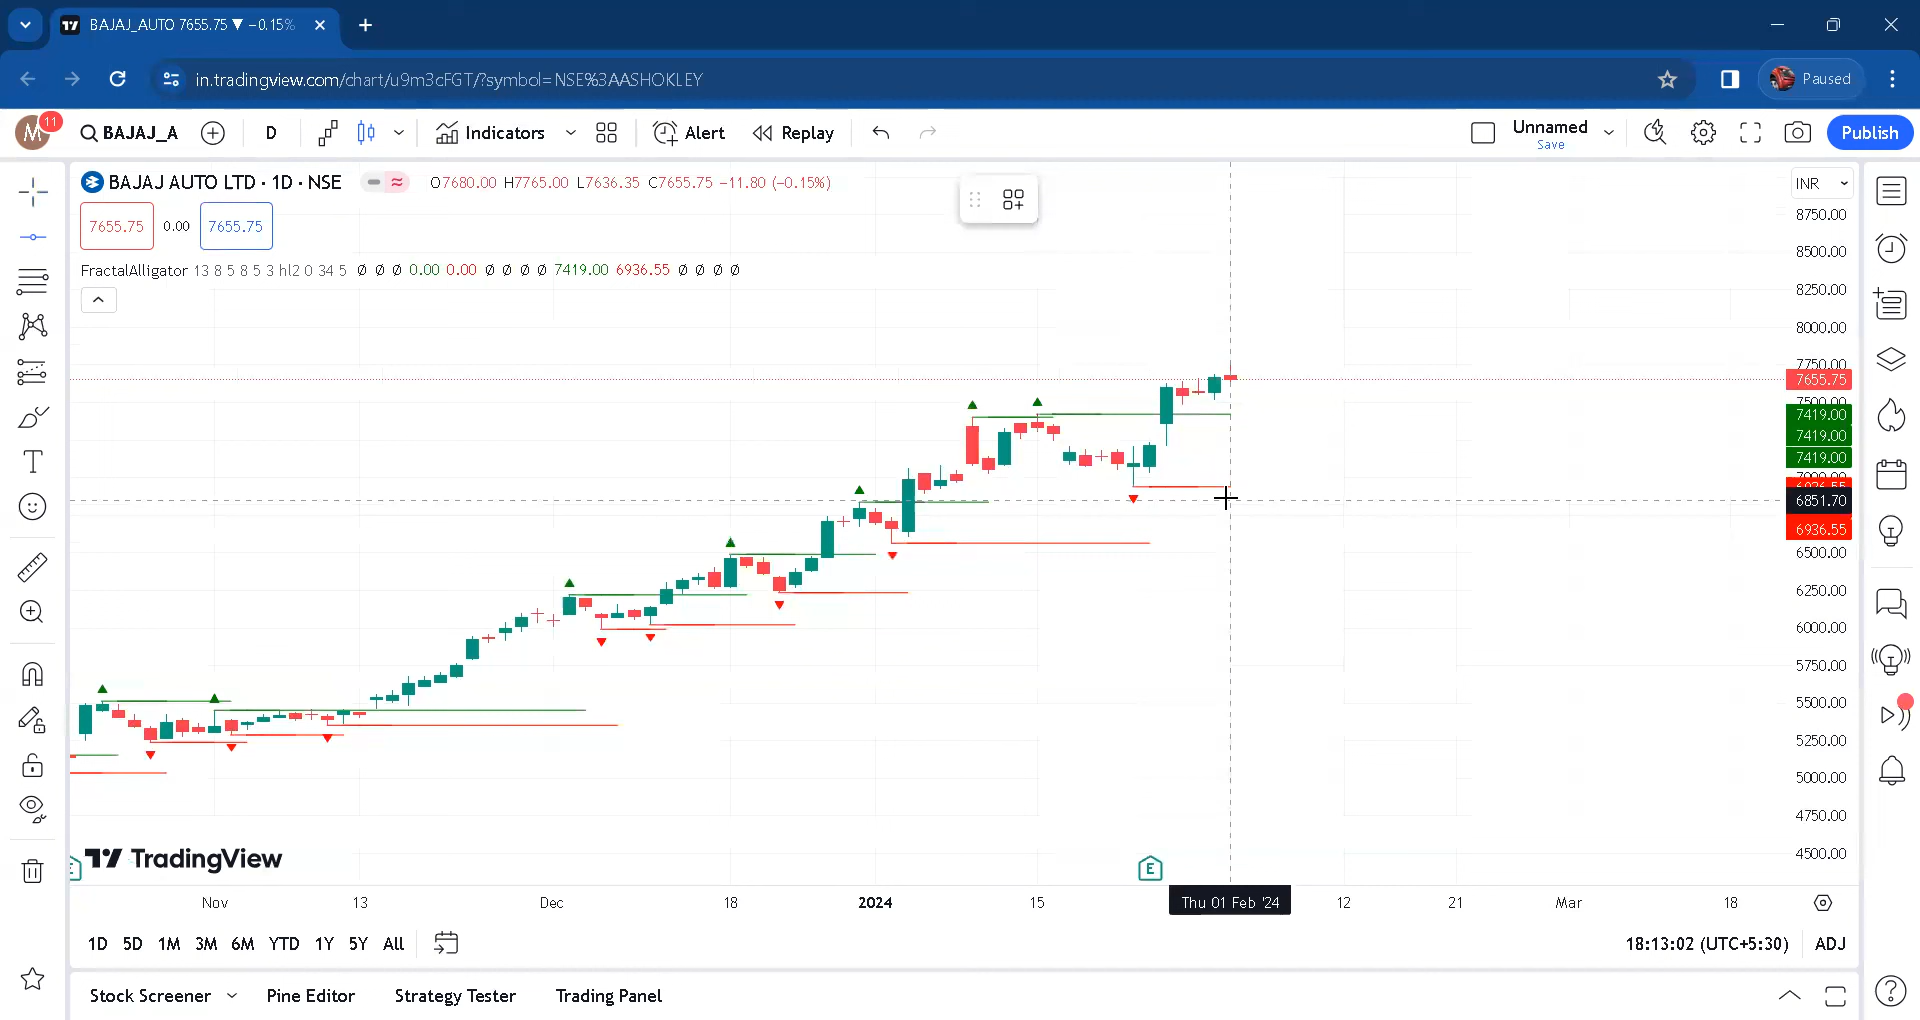 BAJAJ_AUTO 7655.75 ▼ −0.15%
in.tradingview.com/chart/u9m3cFGT/?symbol=NSE%3AASHOKLEY
Paused
M 11
BAJAJ_A
D
Indicators
Alert
Replay
Unnamed
Save
Publish
BAJAJ AUTO LTD · 1D · NSE
O7680.00 H7765.00 L7636.35 C7655.75 −11.80 (−0.15%)
INR
7655.75 0.00 7655.75
FractalAlligator 13 8 5 8 5 3 hl2 0 34 5 Ø Ø Ø 0.00 0.00 Ø Ø Ø Ø 7419.00 6936.55 Ø Ø Ø Ø
8750.00
8500.00
8250.00
8000.00
7750.00
7655.75
7500.00
7419.00
7419.00
7419.00
7000.00
6936.55
6851.70
6936.55
6500.00
6250.00
6000.00
5750.00
5500.00
5250.00
5000.00
4750.00
4500.00
TradingView
E
E
Nov 13 Dec 18 2024 15 Thu 01 Feb '24 12 21 Mar 18
1D 5D 1M 3M 6M YTD 1Y 5Y All
18:13:02 (UTC+5:30) ADJ
Stock Screener Pine Editor Strategy Tester Trading Panel